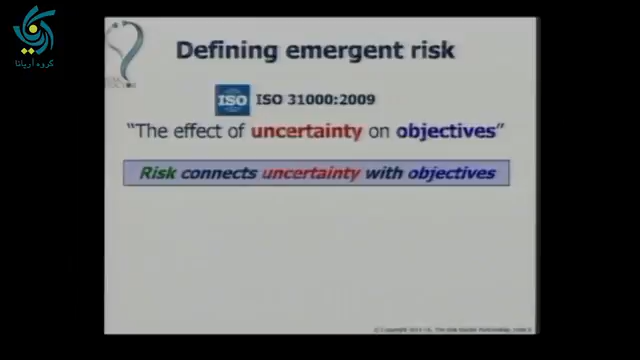 گروه آریانا
Defining emergent risk
ISO ISO 31000:2009
“The effect of uncertainty on objectives”
Risk connects uncertainty with objectives